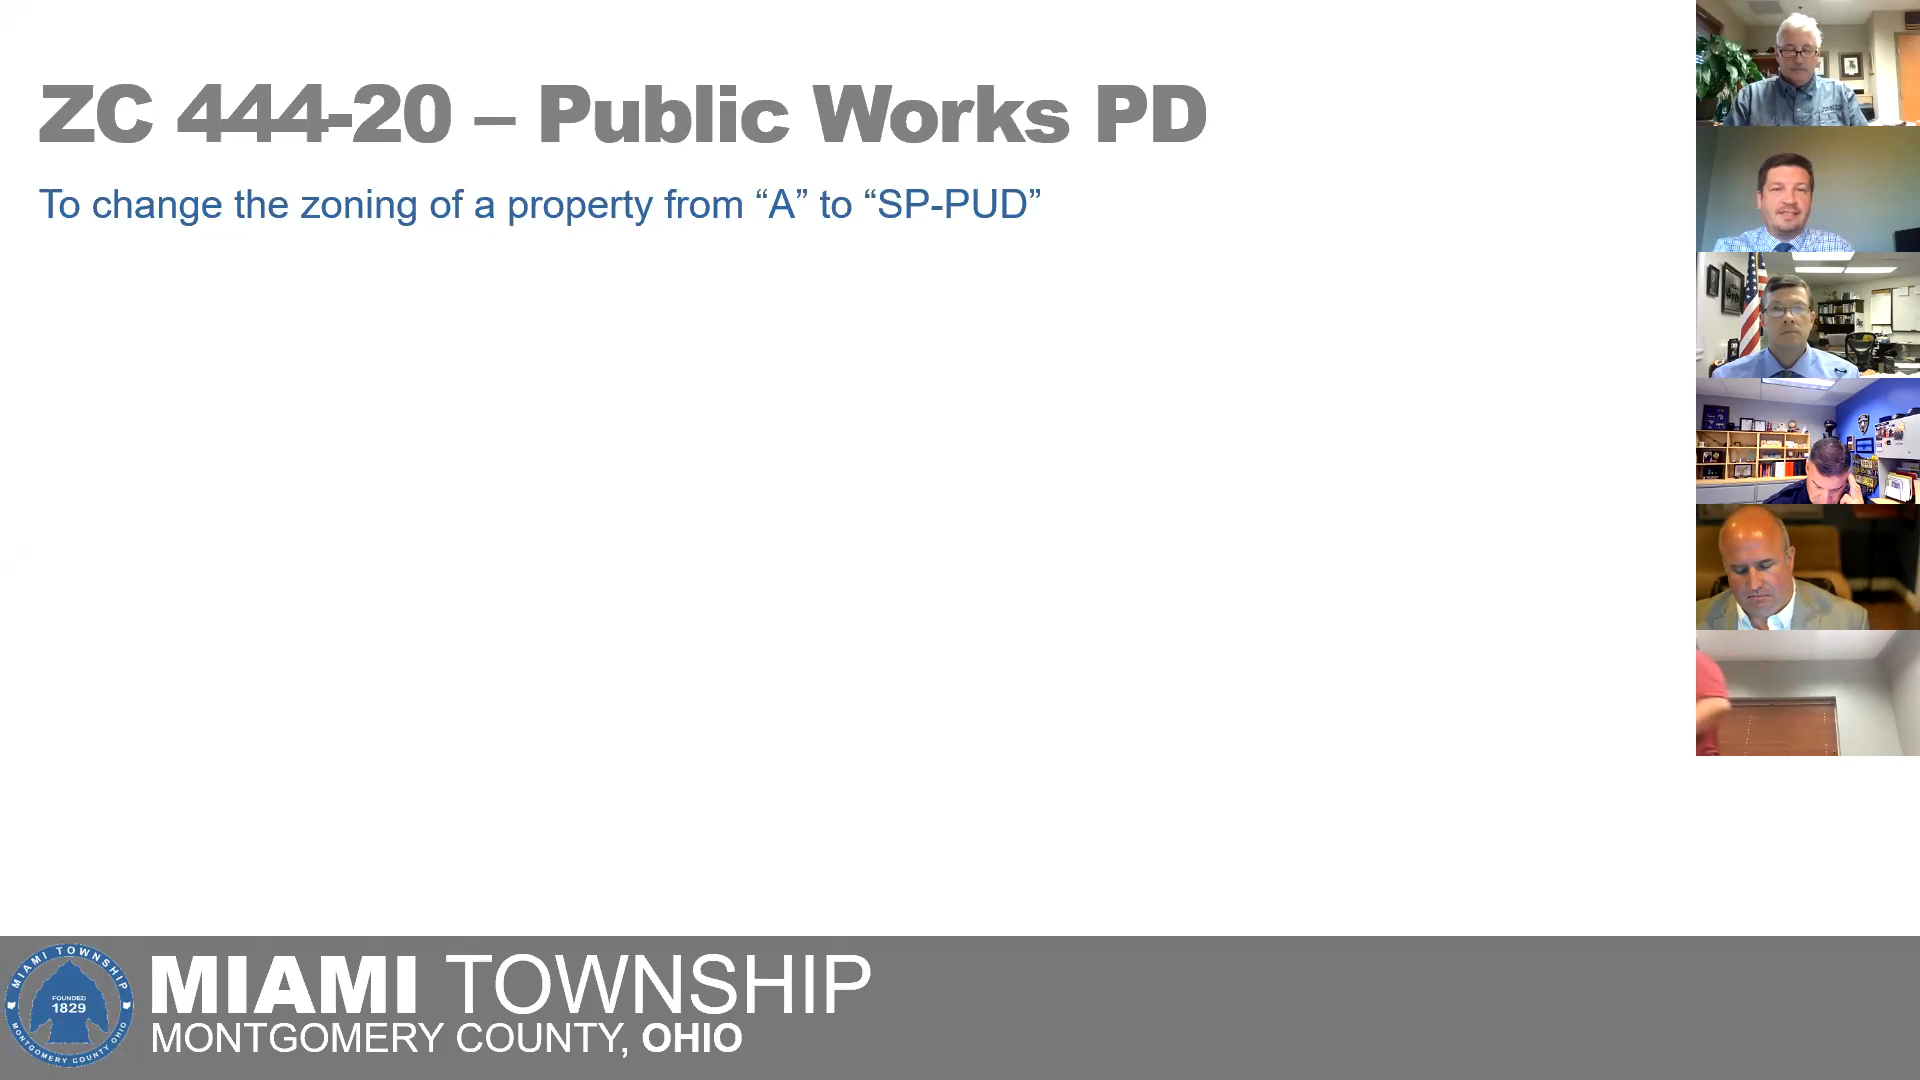 ZC 444-20 – Public Works PD
To change the zoning of a property from “A” to “SP-PUD”
MIAMI TOWNSHIP
FOUNDED
1829
MONTGOMERY COUNTY OHIO
MIAMI TOWNSHIP
MONTGOMERY COUNTY, OHIO